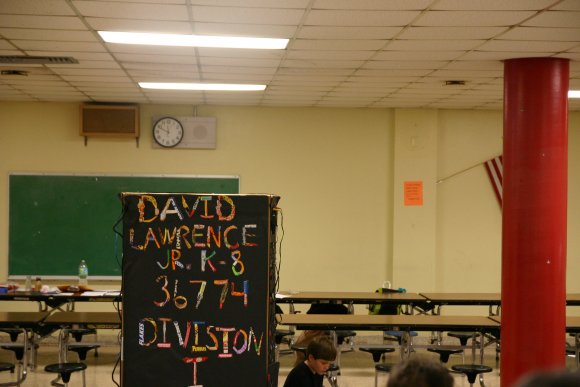 DAVID
LAWRENCE
JR. K-8
36774
DIVISION
I